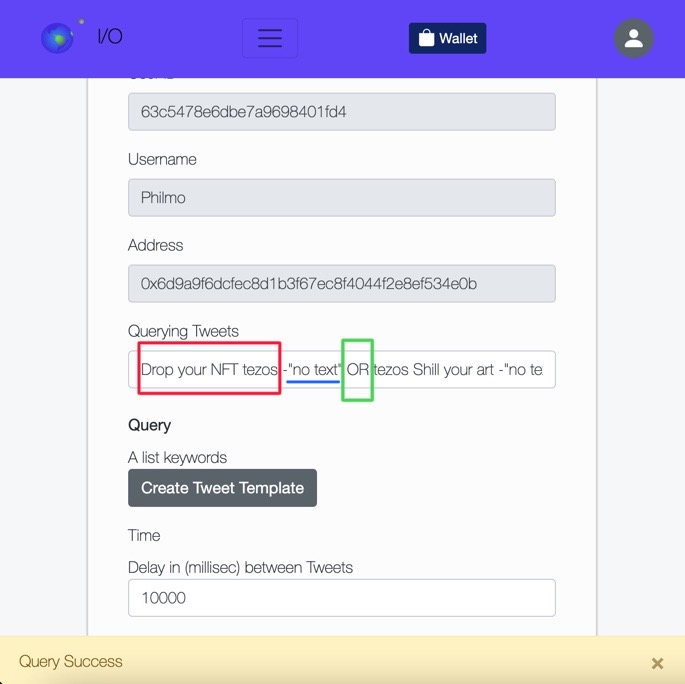 I/O
Wallet
63c5478e6dbe7a9698401fd4
Username
Philmo
Address
0x6d9a9f6dcfec8d1b3f67ec8f4044f2e8ef534e0b
Querying Tweets
Drop your NFT tezos -"no text" OR tezos Shill your art -"no te
Query
A list keywords
Create Tweet Template
Time
Delay in (millisec) between Tweets
10000
Query Success
×